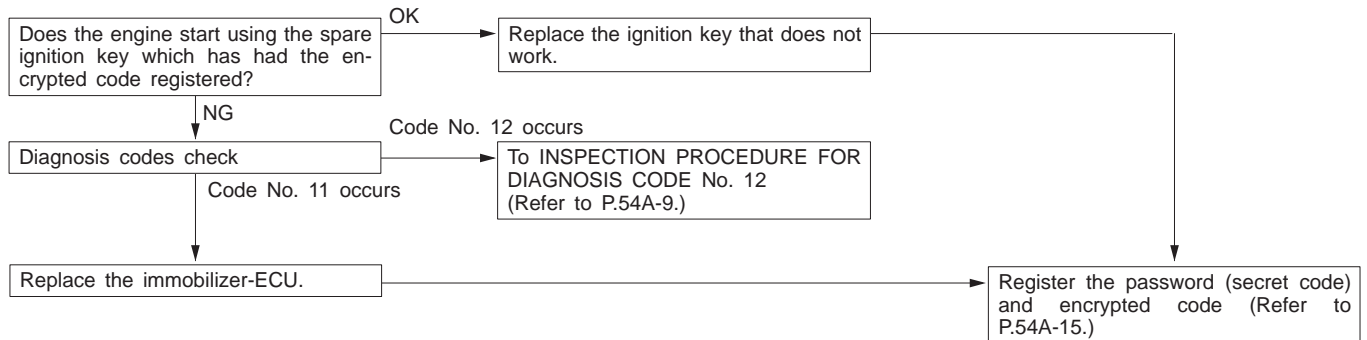 Does the engine start using the spare
ignition key which has had the en-
crypted code registered?
OK
Replace the ignition key that does not
work.
NG
Code No. 12 occurs
Diagnosis codes check
To INSPECTION PROCEDURE FOR
DIAGNOSIS CODE No. 12
(Refer to P.54A-9.)
Code No. 11 occurs
Replace the immobilizer-ECU.
Register the password (secret code)
and encrypted code (Refer to
P.54A-15.)